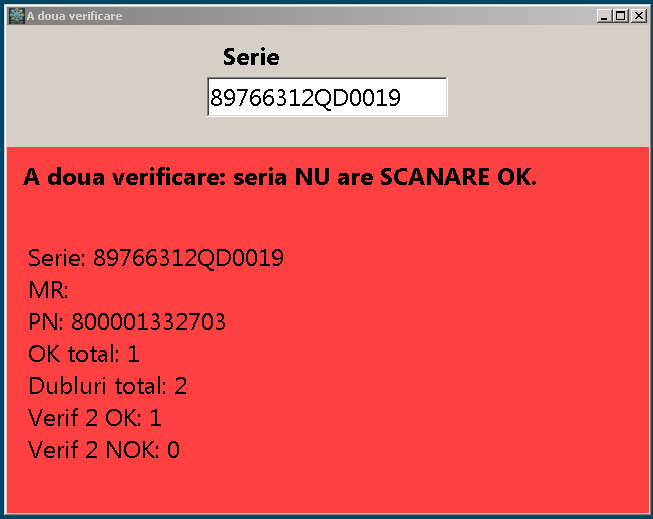 A doua verificare
Serie
89766312QD0019
A doua verificare: seria NU are SCANARE OK.
Serie: 89766312QD0019
MR:
PN: 800001332703
OK total: 1
Dubluri total: 2
Verif 2 OK: 1
Verif 2 NOK: 0